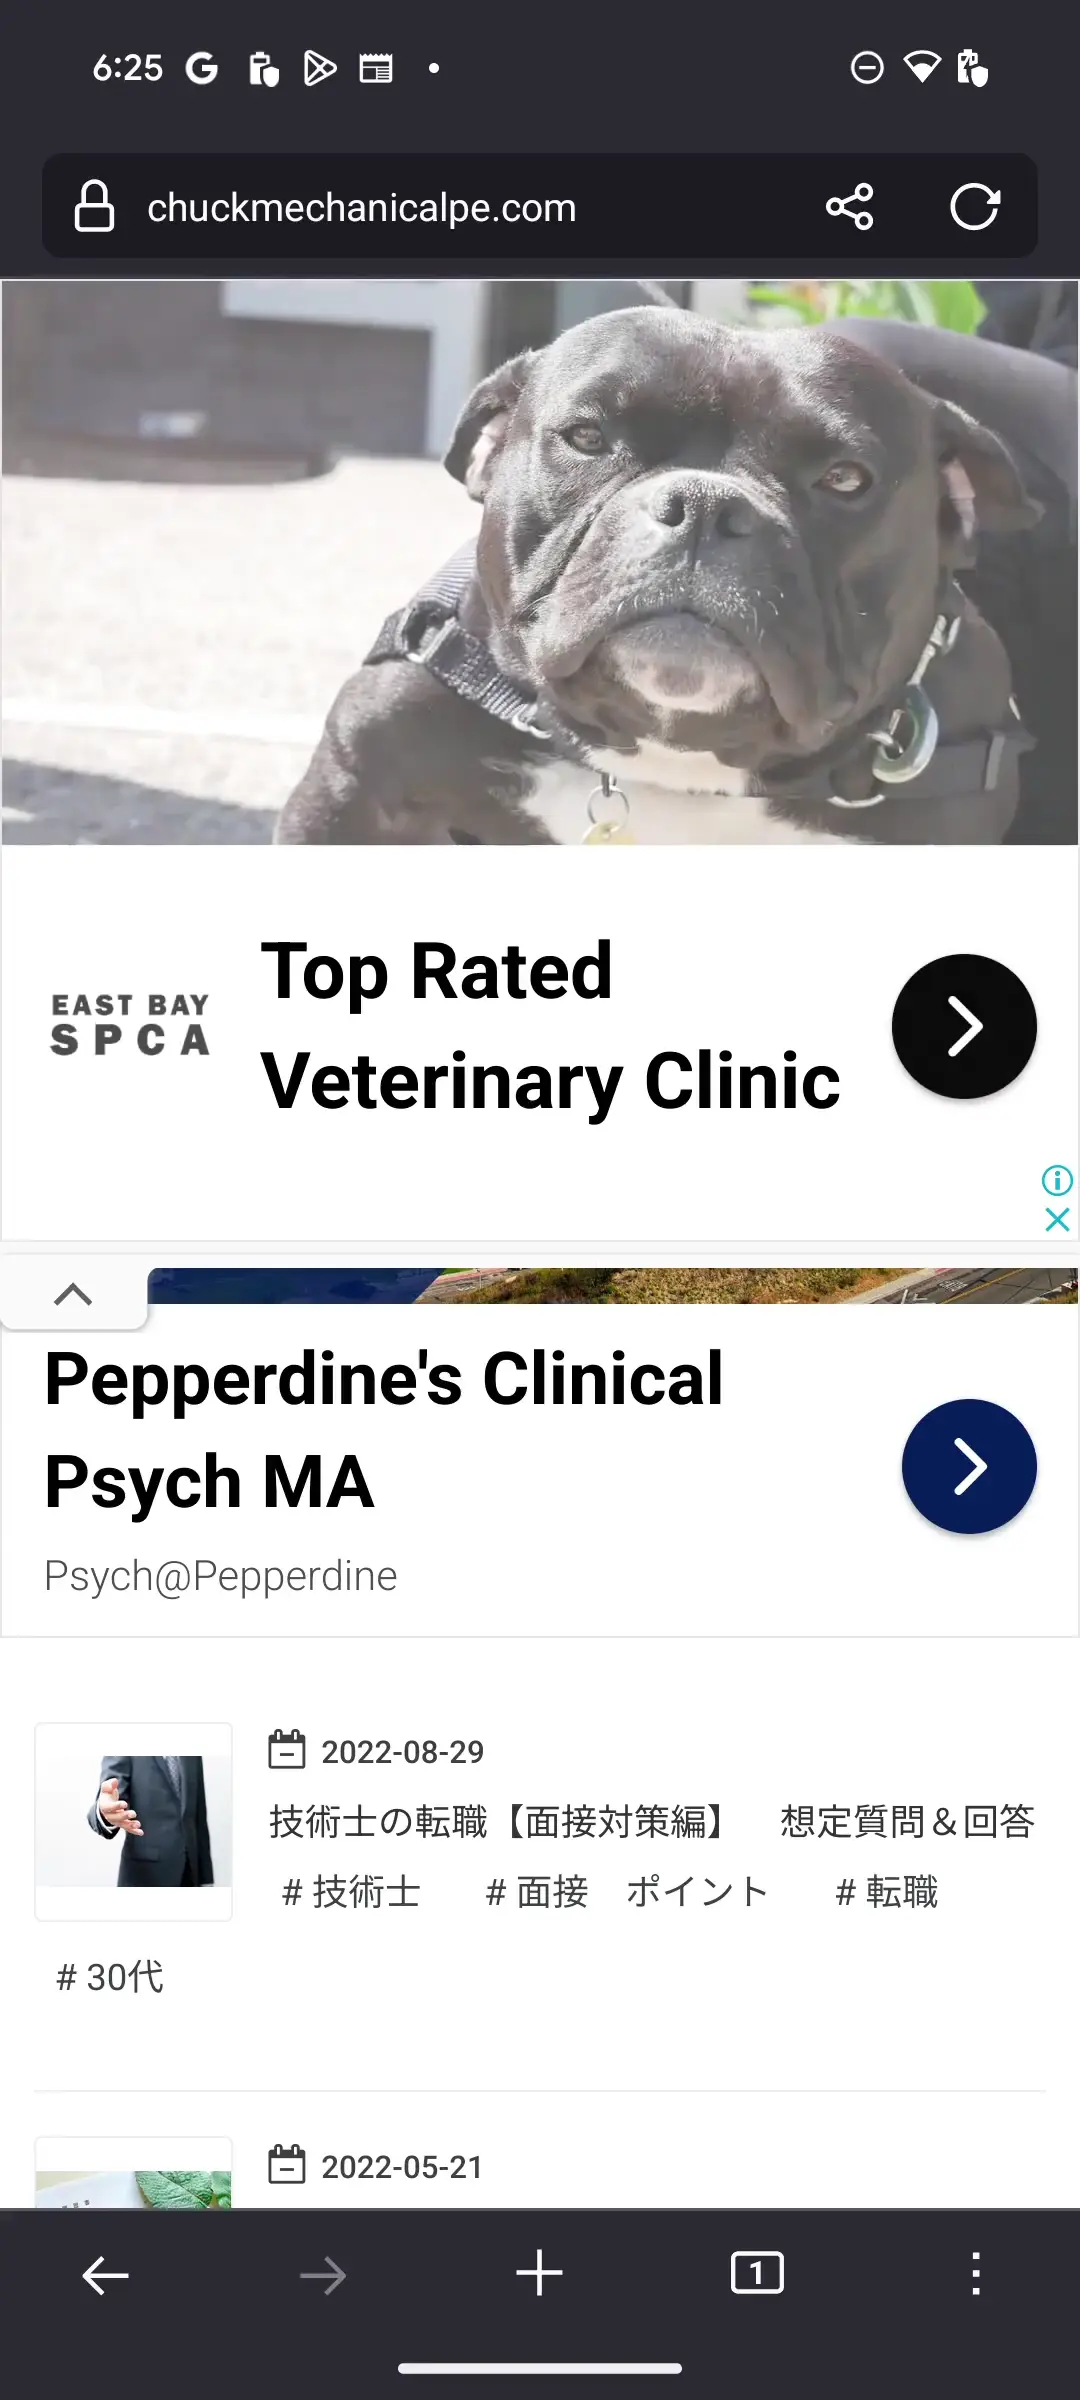 6:25
chuckmechanicalpe.com
EAST BAY
SPCA
Top Rated
Veterinary Clinic
Pepperdine's Clinical
Psych MA
Psych@Pepperdine
2022-08-29
技術士の転職【面接対策編】　想定質問＆回答
# 技術士 # 面接　ポイント # 転職
# 30代
2022-05-21
1